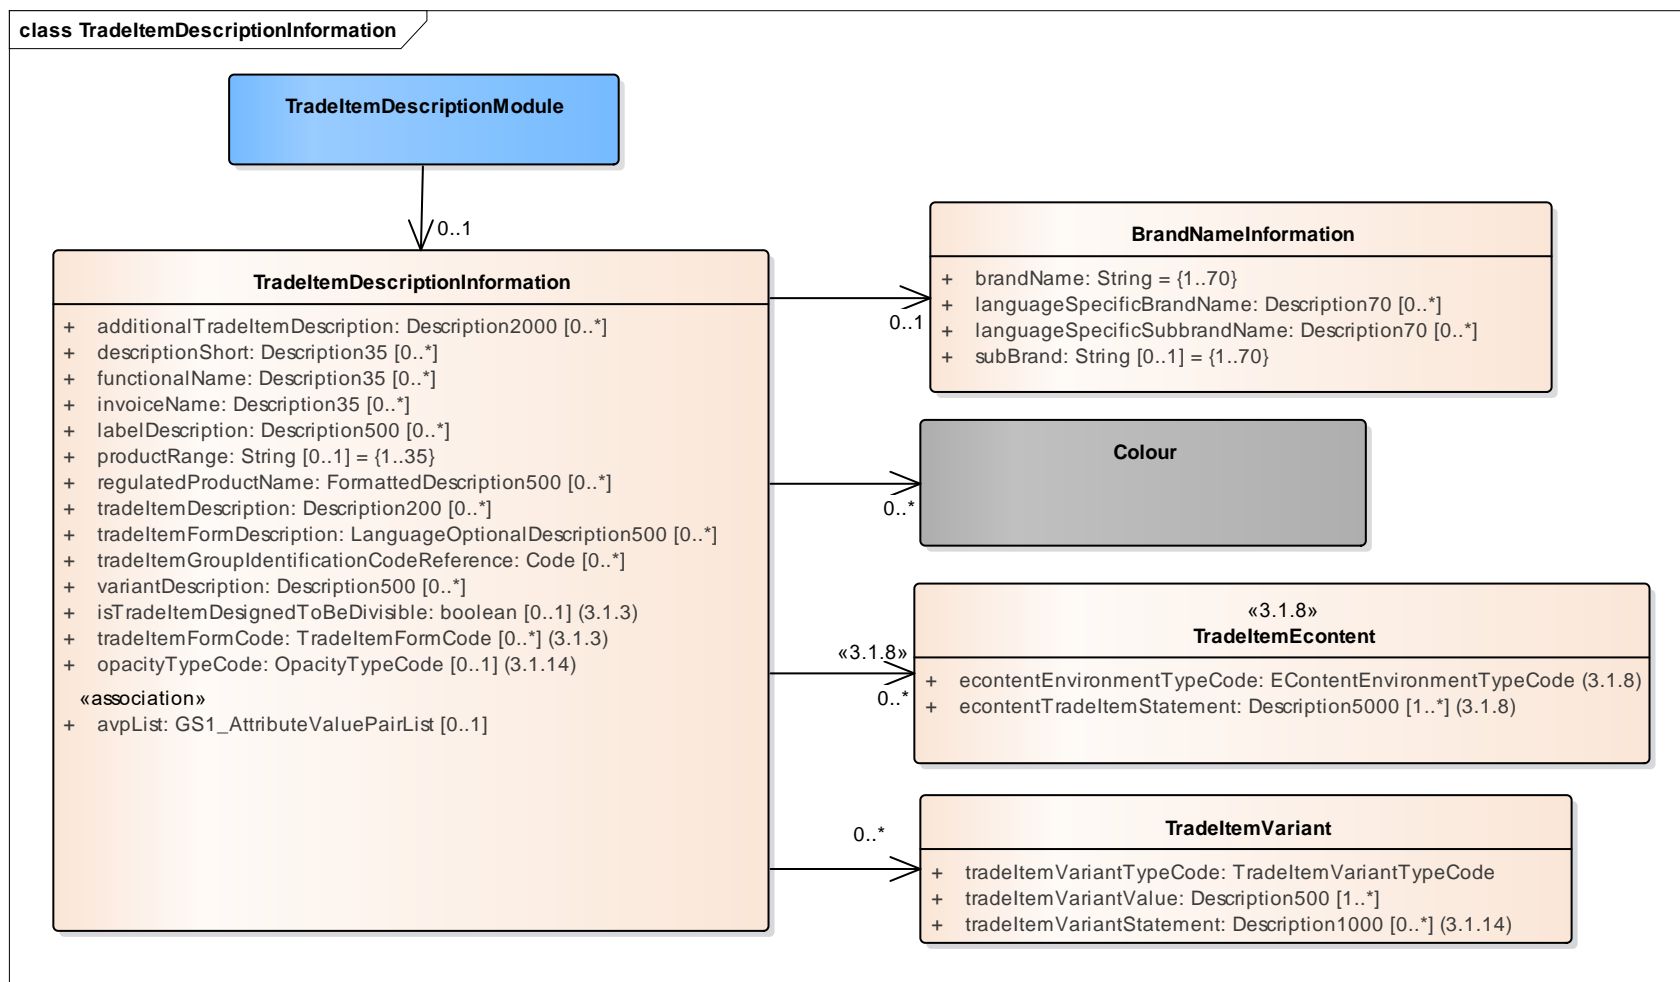 class TradeItemDescriptionInformation
TradeItemDescriptionModule
0..1
TradeItemDescriptionInformation
+ additionalTradeItemDescription: Description2000 [0..*]
+ descriptionShort: Description35 [0..*]
+ functionalName: Description35 [0..*]
+ invoiceName: Description35 [0..*]
+ labelDescription: Description500 [0..*]
+ productRange: String [0..1] = {1..35}
+ regulatedProductName: FormattedDescription500 [0..*]
+ tradeItemDescription: Description200 [0..*]
+ tradeItemFormDescription: LanguageOptionalDescription500 [0..*]
+ tradeItemGroupIdentificationCodeReference: Code [0..*]
+ variantDescription: Description500 [0..*]
+ isTradeItemDesignedToBeDivisible: boolean [0..1] (3.1.3)
+ tradeItemFormCode: TradeItemFormCode [0..*] (3.1.3)
+ opacityTypeCode: OpacityTypeCode [0..1] (3.1.14)
«association»
+ avpList: GS1_AttributeValuePairList [0..1]
0..1
BrandNameInformation
+ brandName: String = {1..70}
+ languageSpecificBrandName: Description70 [0..*]
+ languageSpecificSubbrandName: Description70 [0..*]
+ subBrand: String [0..1] = {1..70}
0..*
Colour
«3.1.8»
0..*
«3.1.8»
TradeItemEcontent
+ econtentEnvironmentTypeCode: EContentEnvironmentTypeCode (3.1.8)
+ econtentTradeItemStatement: Description5000 [1..*] (3.1.8)
0..*
TradeItemVariant
+ tradeItemVariantTypeCode: TradeItemVariantTypeCode
+ tradeItemVariantValue: Description500 [1..*]
+ tradeItemVariantStatement: Description1000 [0..*] (3.1.14)